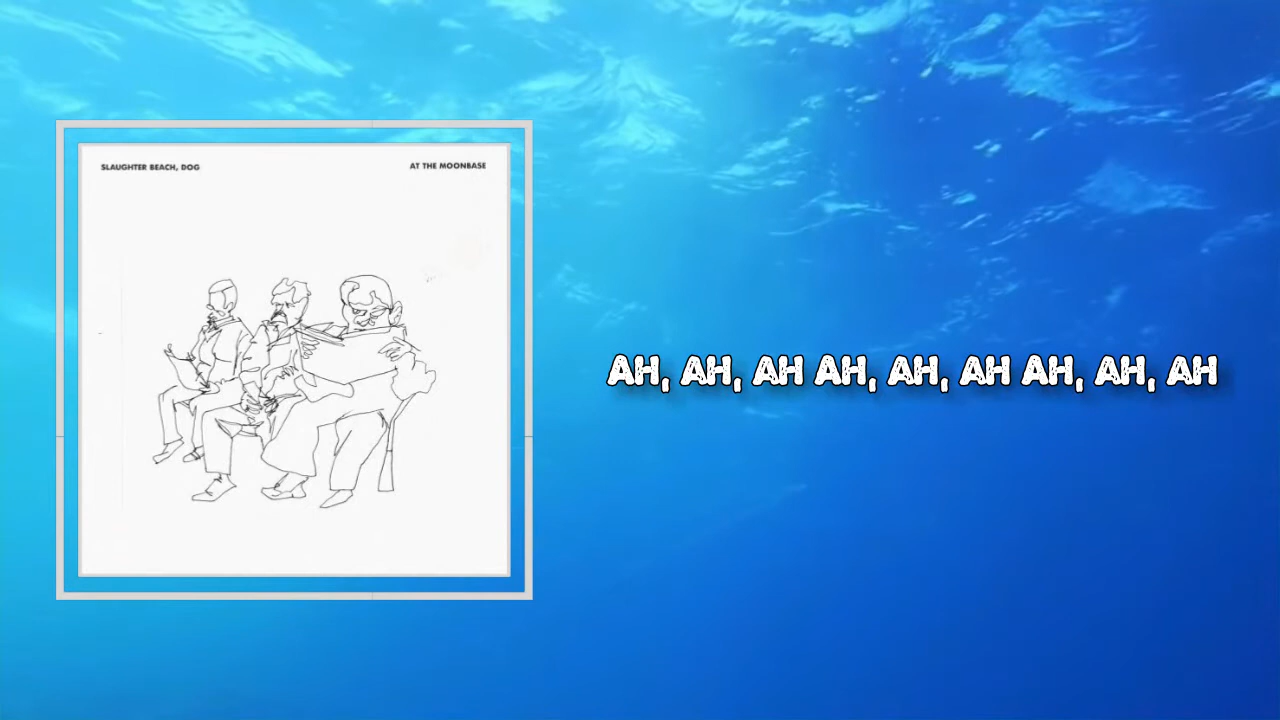 SLAUGHTER BEACH, DOG
AT THE MOONBASE
AH, AH, AH AH, AH, AH AH, AH, AH